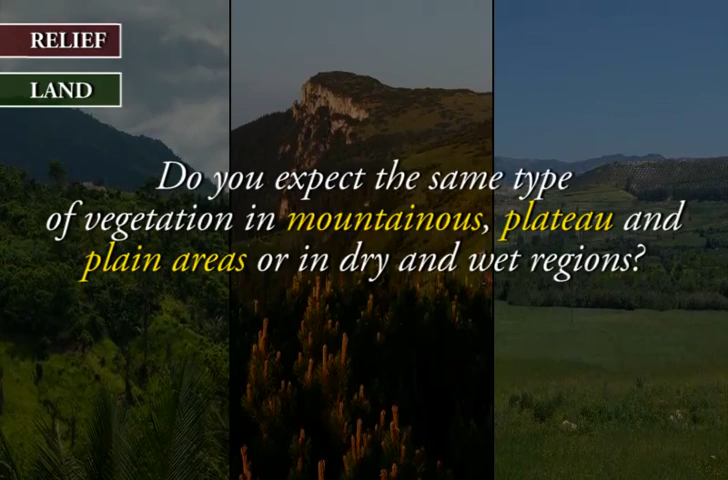 RELIEF
LAND
Do you expect the same type
of vegetation in mountainous, plateau and
plain areas or in dry and wet regions?